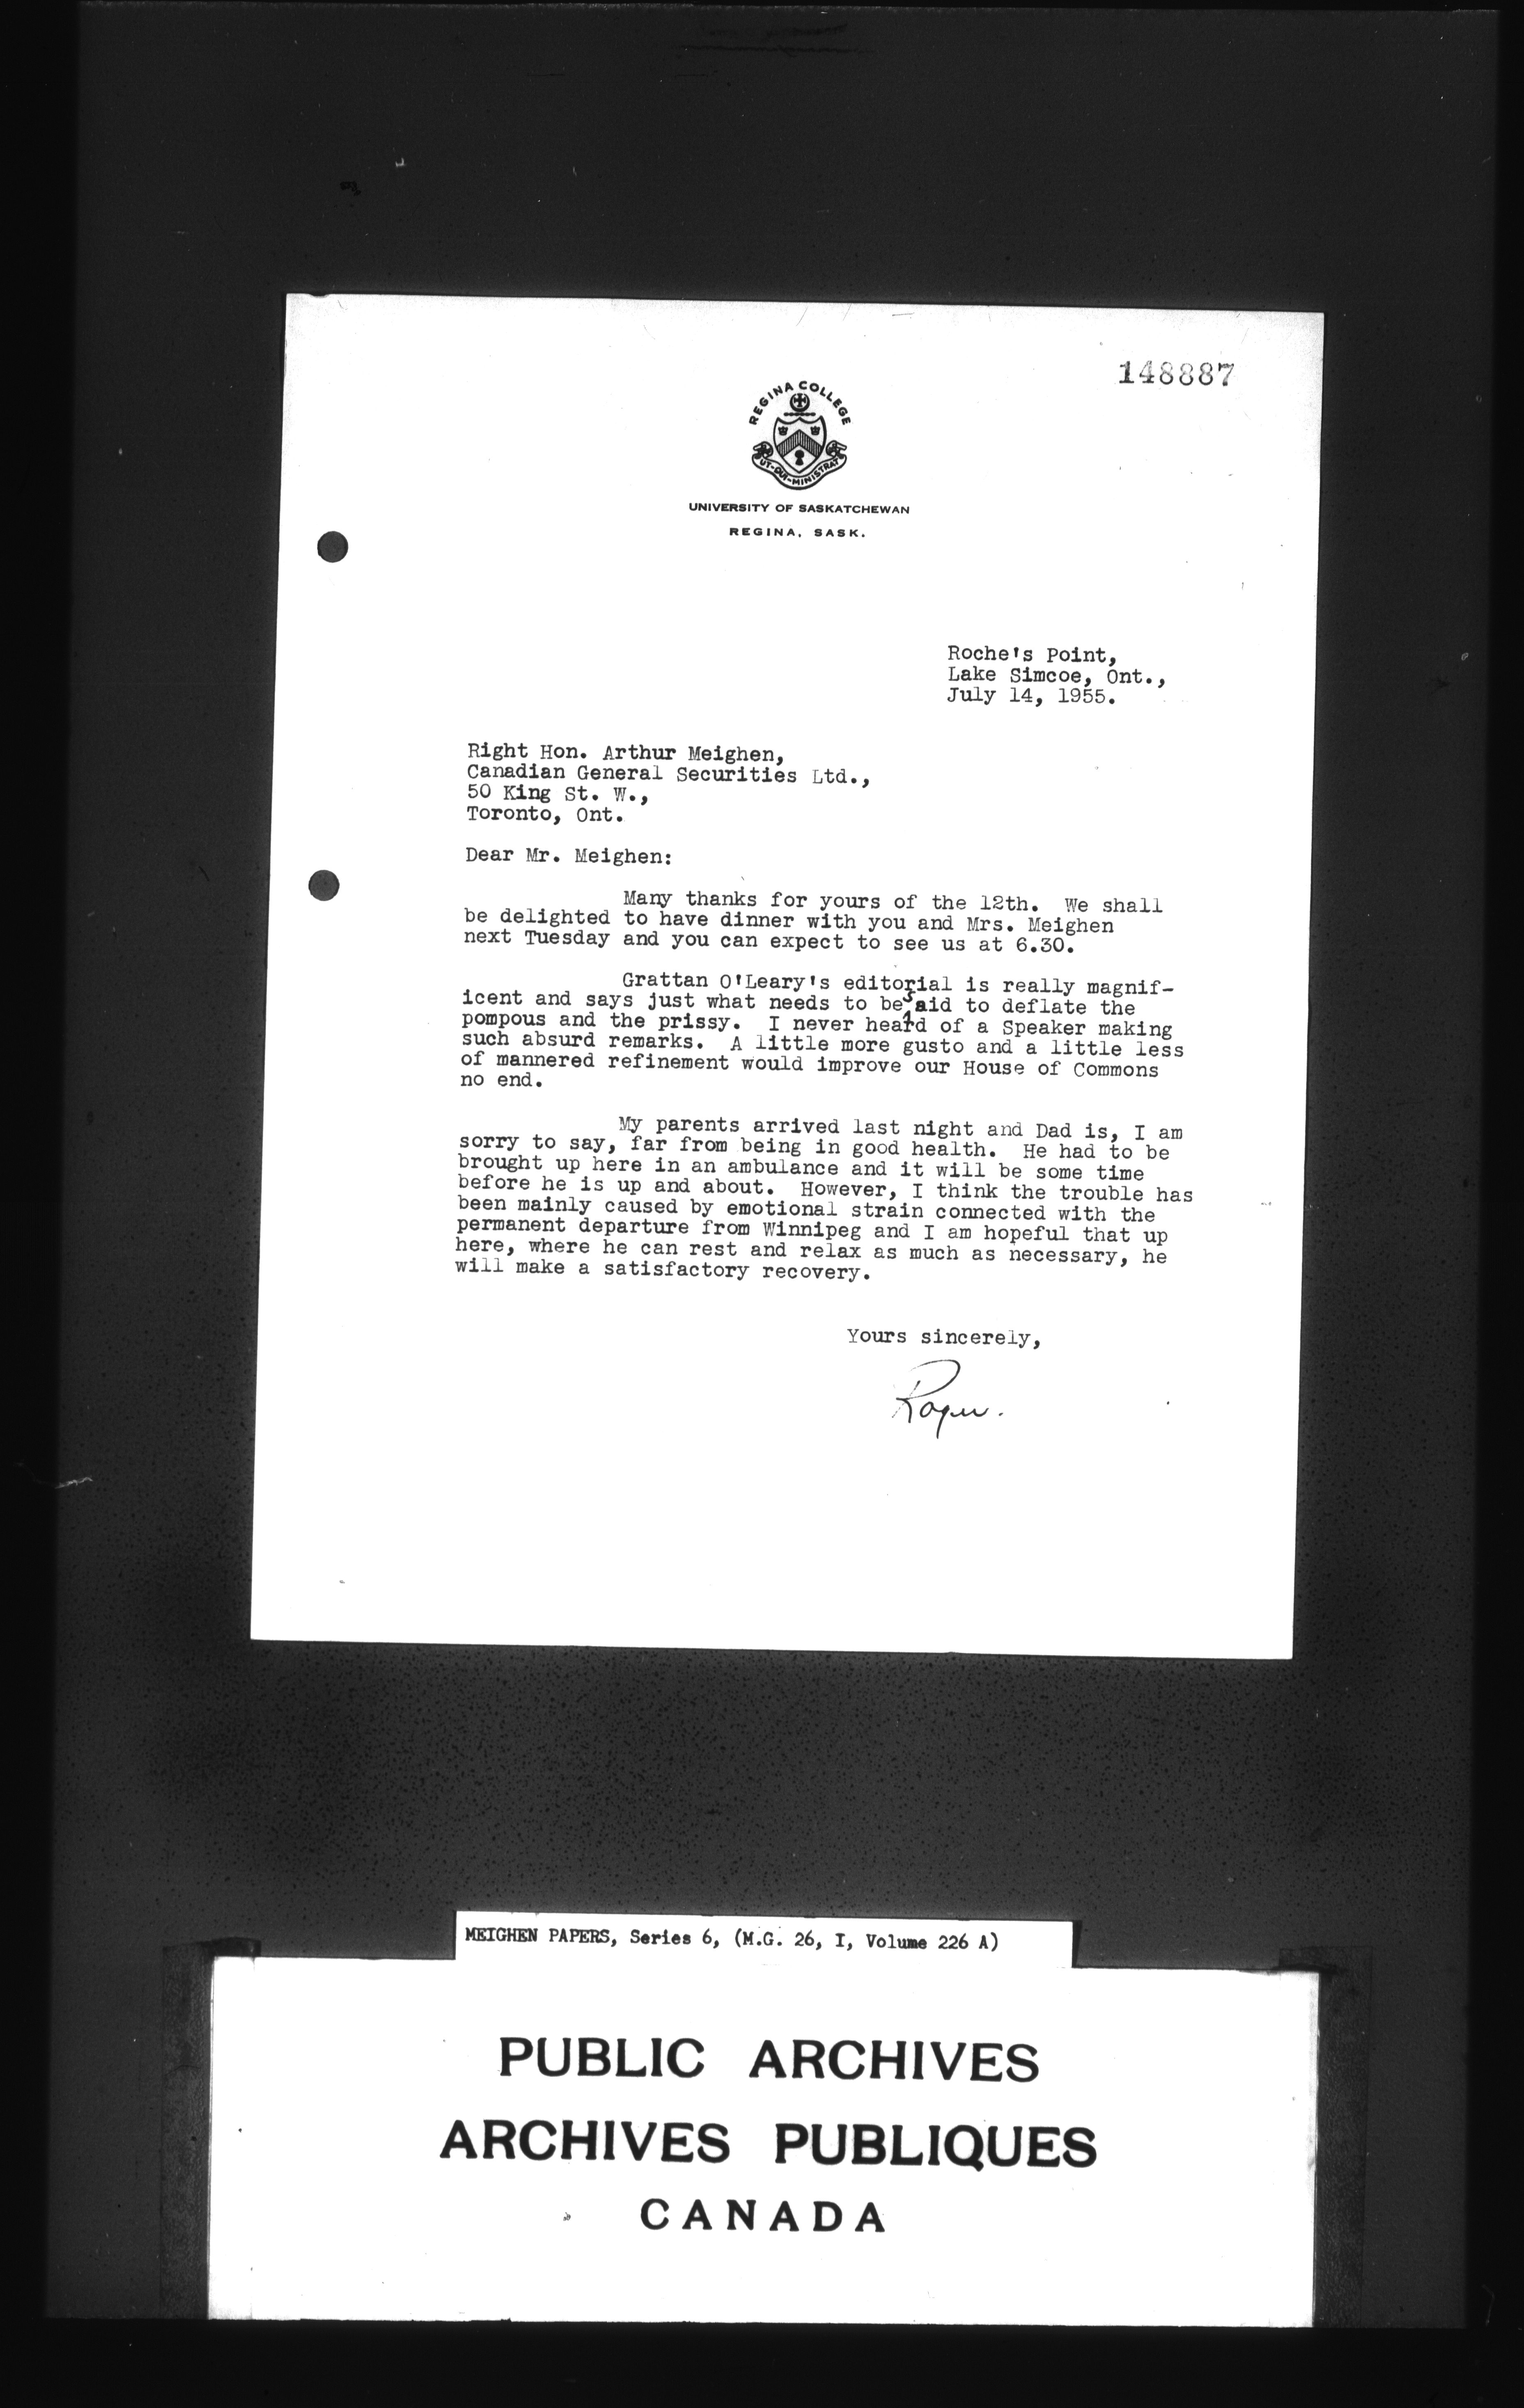 148887
REGINA COLLEGE
UT-QUI-MINISTRAT
UNIVERSITY OF SASKATCHEWAN
REGINA, SASK.
Roche's Point,
Lake Simcoe, Ont.,
July 14, 1955.
Right Hon. Arthur Meighen,
Canadian General Securities Ltd.,
50 King St. W.,
Toronto, Ont.
Dear Mr. Meighen:
Many thanks for yours of the 12th. We shall
be delighted to have dinner with you and Mrs. Meighen
next Tuesday and you can expect to see us at 6.30.
Grattan O'Leary's editorial is really magnif-
icent and says just what needs to be said to deflate the
pompous and the prissy. I never heard of a Speaker making
such absurd remarks. A little more gusto and a little less
of mannered refinement would improve our House of Commons
no end.
My parents arrived last night and Dad is, I am
sorry to say, far from being in good health. He had to be
brought up here in an ambulance and it will be some time
before he is up and about. However, I think the trouble has
been mainly caused by emotional strain connected with the
permanent departure from Winnipeg and I am hopeful that up
here, where he can rest and relax as much as necessary, he
will make a satisfactory recovery.
Yours sincerely,
Roger.
MEIGHEN PAPERS, Series 6, (M.G. 26, I, Volume 226 A)
PUBLIC ARCHIVES
ARCHIVES PUBLIQUES
CANADA